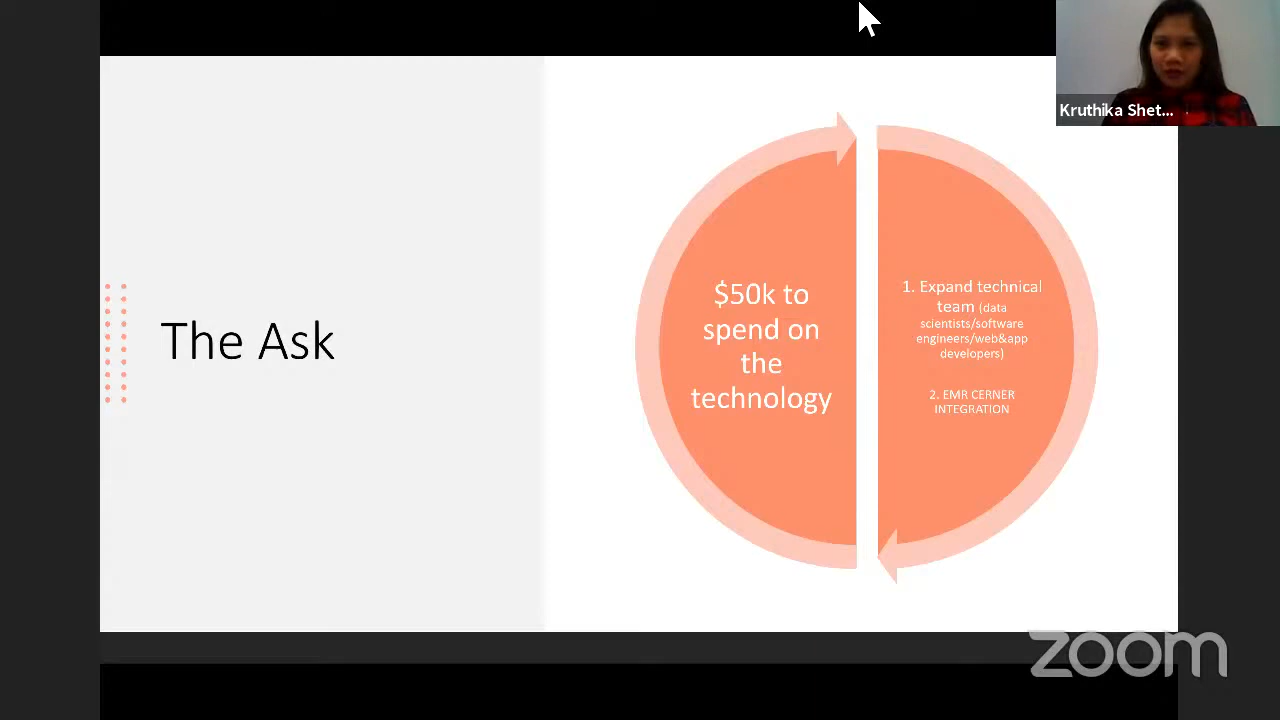 Kruthika Shet...
The Ask
$50k to
spend on
the
technology
1. Expand technical
team (data
scientists/software
engineers/web&app
developers)
2. EMR CERNER
INTEGRATION
zoom